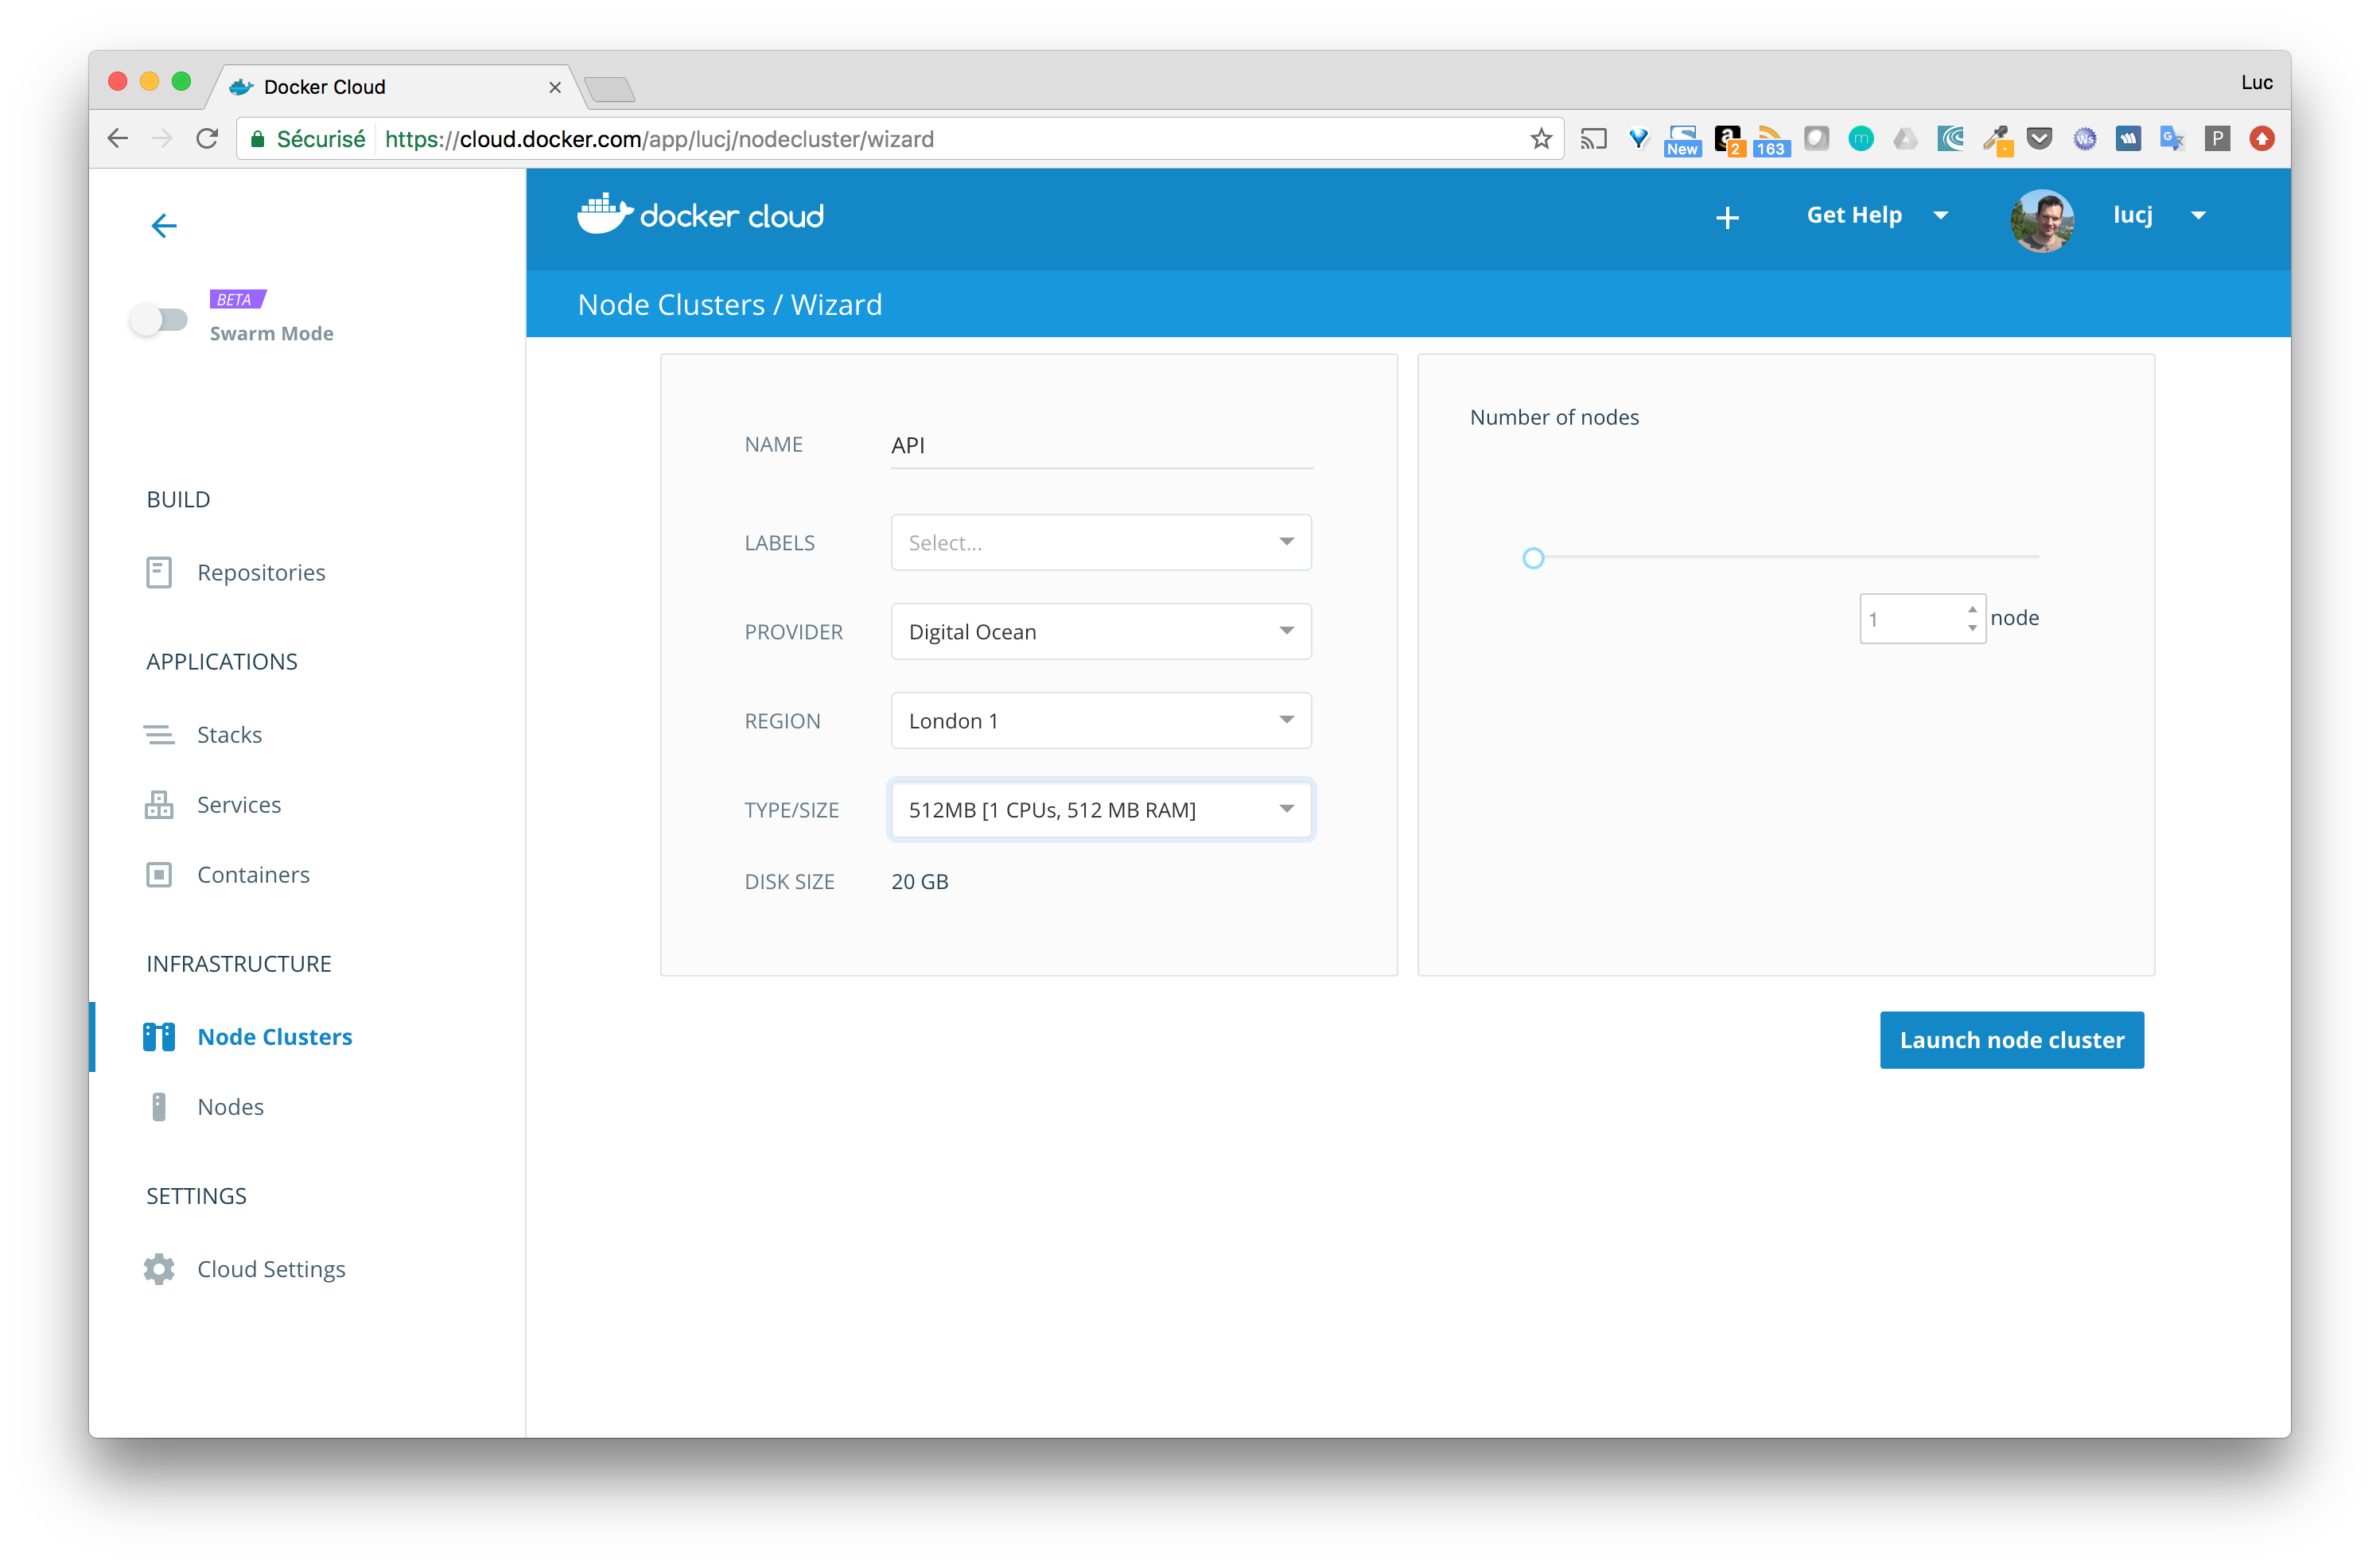 Docker Cloud
Luc
Sécurisé
https://cloud.docker.com/app/lucj/nodecluster/wizard
New
a
2
163
m
Ws
G
P
docker cloud
Get Help
lucj
BETA
Swarm Mode
Node Clusters / Wizard
BUILD
Repositories
APPLICATIONS
Stacks
Services
Containers
INFRASTRUCTURE
Node Clusters
Nodes
SETTINGS
Cloud Settings
NAME API
LABELS Select...
PROVIDER Digital Ocean
REGION London 1
TYPE/SIZE 512MB [1 CPUs, 512 MB RAM]
DISK SIZE 20 GB
Number of nodes
1 node
Launch node cluster